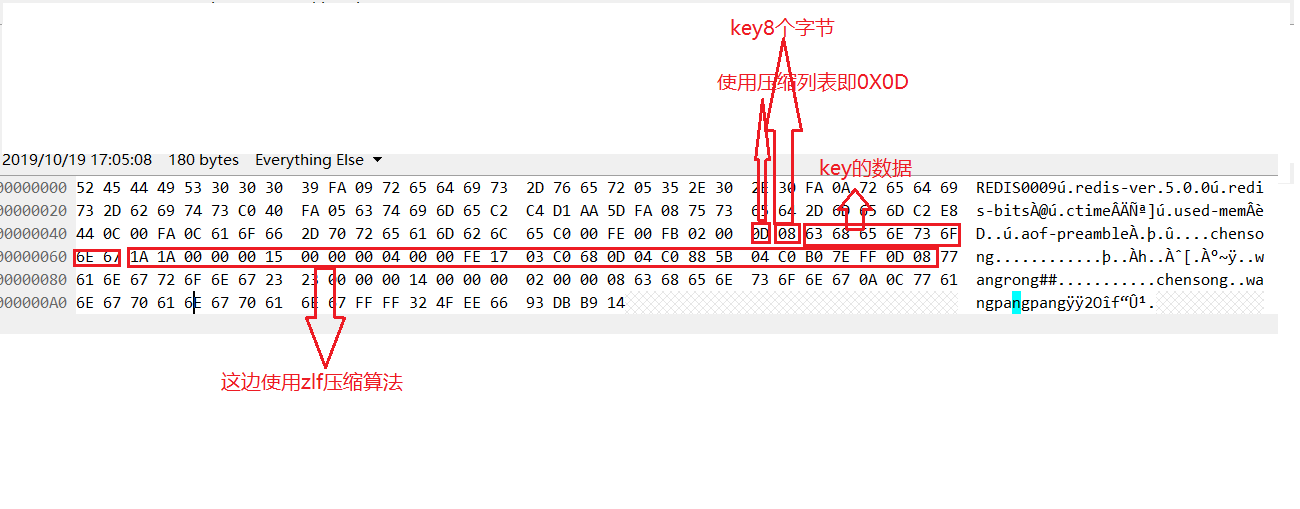 key8个字节
使用压缩列表即0X0D
2019/10/19 17:05:08 180 bytes Everything Else
key的数据
00000000 52 45 44 49 53 30 30 30 39 FA 09 72 65 64 69 73 2D 76 65 72 05 35 2E 30 2E 30 FA 0A 72 65 64 69 REDIS0009ú.redis-ver.5.0.0ú.redi
00000020 73 2D 62 69 74 73 C0 40 FA 05 63 74 69 6D 65 C2 C4 D1 AA 5D FA 08 75 73 65 64 2D 6D 65 6D C2 E8 s-bitsÀ@ú.ctimeÂÄÑª]ú.used-memÂè
00000040 44 0C 00 FA 0C 61 6F 66 2D 70 72 65 61 6D 62 6C 65 C0 00 FE 00 FB 02 00 0D 08 63 68 65 6E 73 6F D..ú.aof-preambleÀ.þ.û....chenso
00000060 6E 67 1A 1A 00 00 00 15 00 00 00 04 00 00 FE 17 03 C0 68 0D 04 C0 88 5B 04 C0 B0 7E FF 0D 08 77 ng............þ..Àh..Àˆ[.Àº~ÿ..w
00000080 61 6E 67 72 6F 6E 67 23 23 00 00 00 14 00 00 00 02 00 00 08 63 68 65 6E 73 6F 6E 67 0A 0C 77 61 angrong##...........chensong..wa
000000A0 6E 67 70 61 6E 67 70 61 6E 67 FF FF 32 4F EE 66 93 DB B9 14 ngpangpangÿÿ2Oîf“Û¹.
这边使用zlf压缩算法